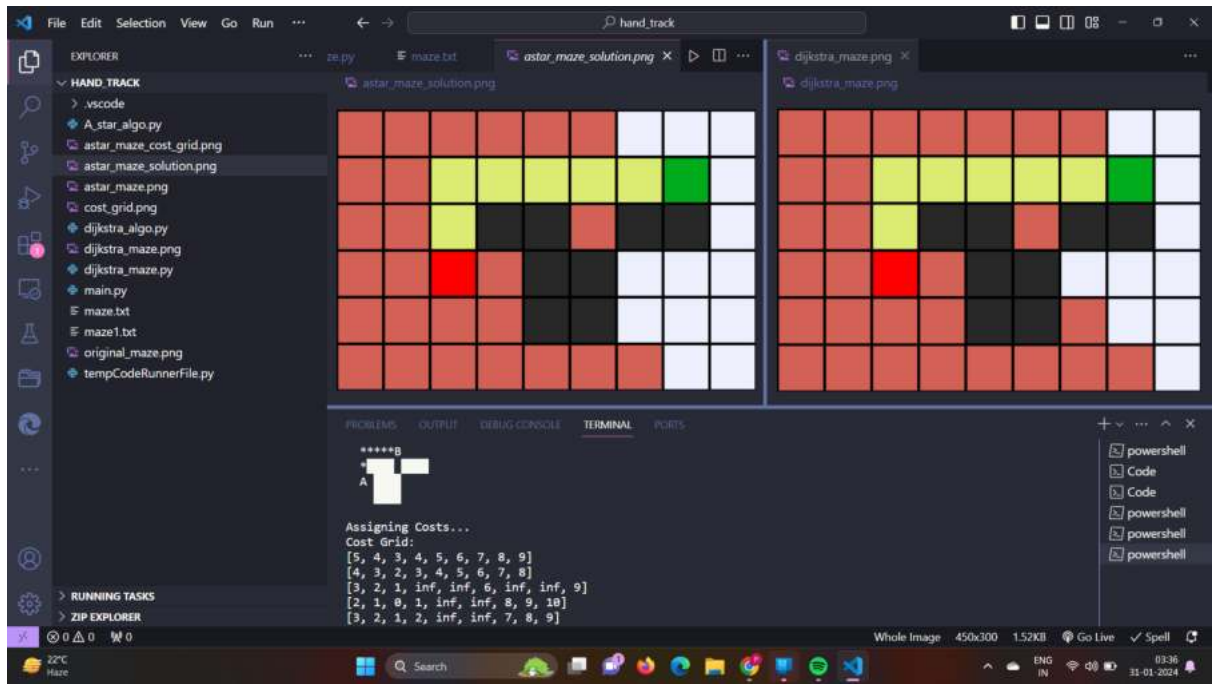 File Edit Selection View Go Run ··· hand_track
EXPLORER ···
HAND_TRACK
.vscode
A_star_algo.py
astar_maze_cost_grid.png
astar_maze_solution.png
astar_maze.png
cost_grid.png
dijkstra_algo.py
dijkstra_maze.png
dijkstra_maze.py
main.py
maze.txt
maze1.txt
original_maze.png
tempCodeRunnerFile.py
RUNNING TASKS
ZIP EXPLORER
ze.py maze.txt astar_maze_solution.png
astar_maze_solution.png
dijkstra_maze.png
dijkstra_maze.png
PROBLEMS OUTPUT DEBUG CONSOLE TERMINAL PORTS
*****B
*
A
Assigning Costs...
Cost Grid:
[5, 4, 3, 4, 5, 6, 7, 8, 9]
[4, 3, 2, 3, 4, 5, 6, 7, 8]
[3, 2, 1, inf, inf, 6, inf, inf, 9]
[2, 1, 0, 1, inf, inf, 8, 9, 10]
[3, 2, 1, 2, inf, inf, 7, 8, 9]
powershell
Code
Code
powershell
powershell
powershell
0 0 0 Whole Image 450x300 1.52KB Go Live Spell
22°C
Haze
Search
ENG
IN
03:36
31-01-2024